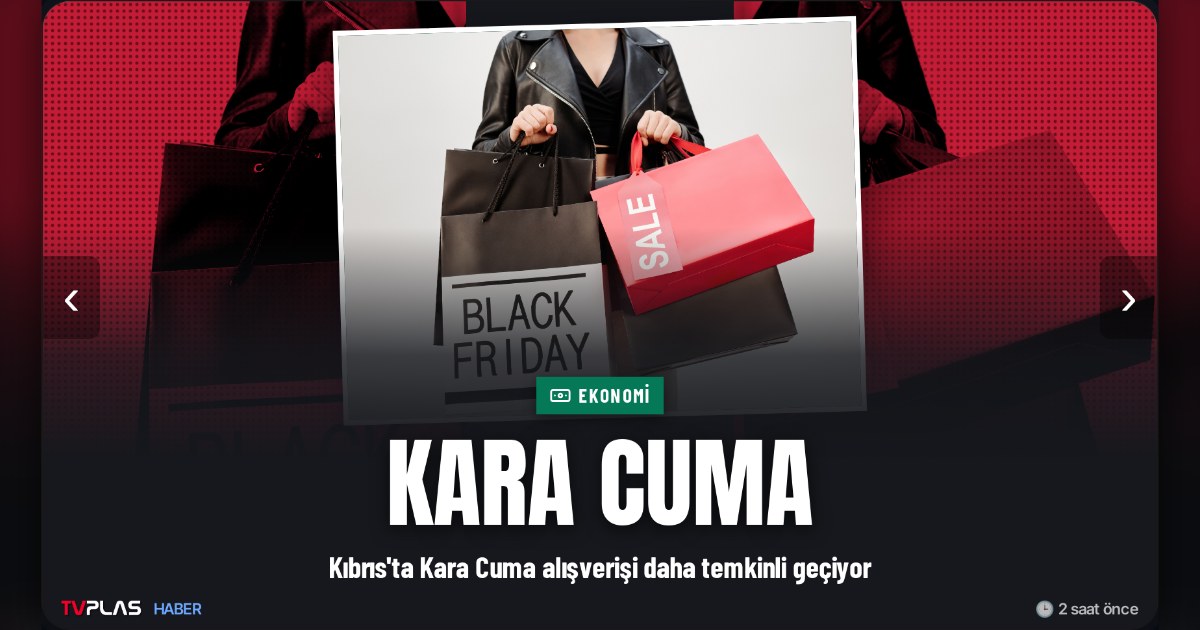 SALE
BLACK
FRIDAY
EKONOMİ
KARA CUMA
Kıbrıs'ta Kara Cuma alışverişi daha temkinli geçiyor
TVPLAS HABER
2 saat önce